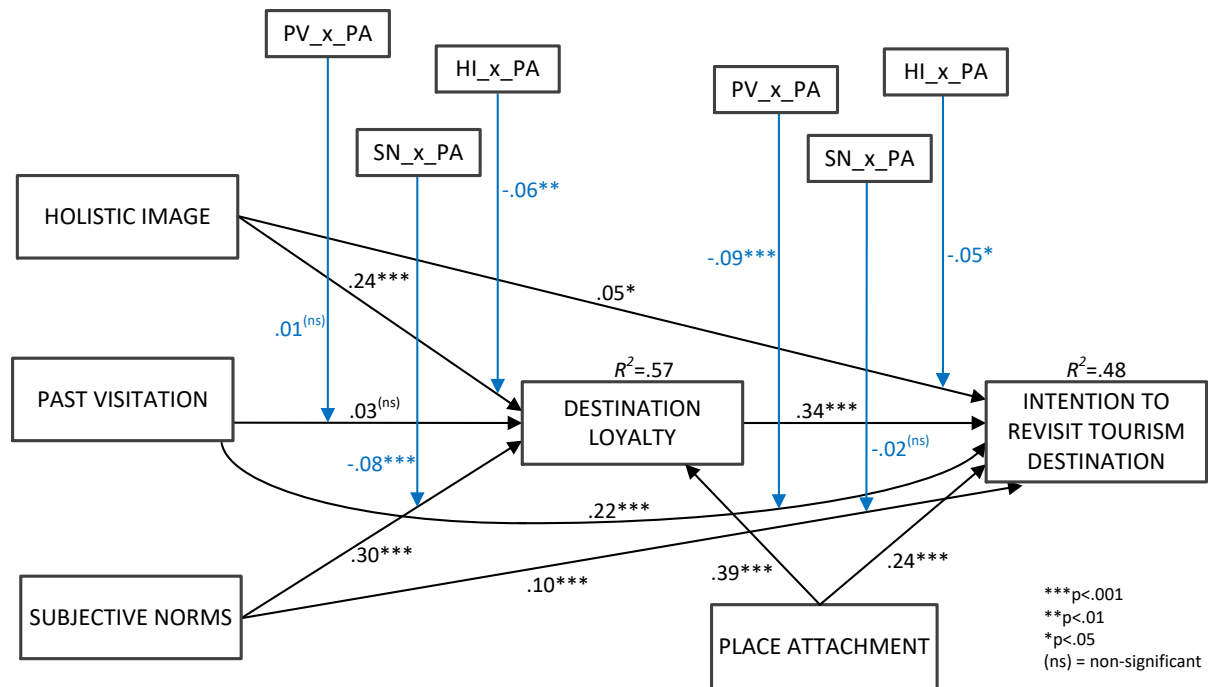 PV_x_PA
HI_x_PA
HI_x_PA
PV_x_PA
SN_x_PA
SN_x_PA
-.06**
HOLISTIC IMAGE
-.09***
-.05*
.24***
.05*
.01(ns)
R²=.57
R²=.48
PAST VISITATION
.03(ns)
DESTINATION
LOYALTY
.34***
INTENTION TO
REVISIT TOURISM
DESTINATION
-.08***
-.02(ns)
.22***
.30***
.39***
.24***
.10***
SUBJECTIVE NORMS
PLACE ATTACHMENT
***p<.001
**p<.01
*p<.05
(ns) = non-significant